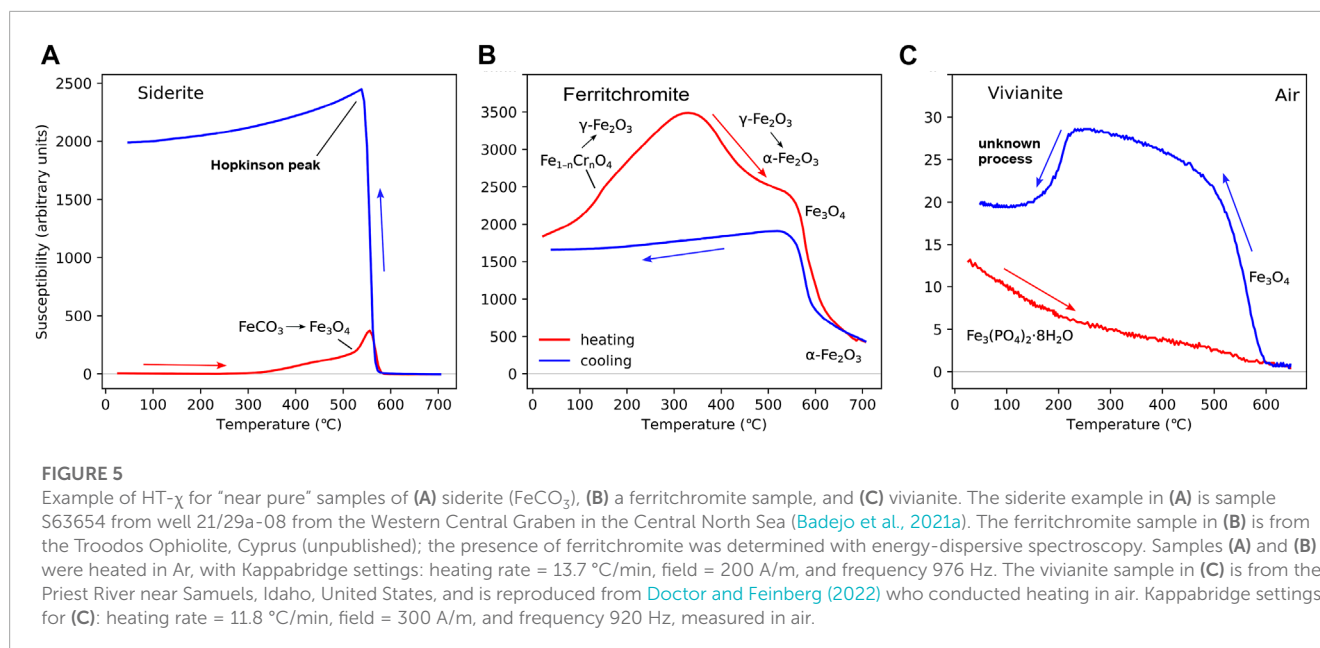 A
B
C
Siderite
Ferritchromite
Vivianite
Air
2500
2000
1500
1000
500
0
3500
3000
2500
2000
1500
1000
500
0
30
25
20
15
10
5
0
Susceptibility (arbitrary units)
Hopkinson peak
FeCO₃ → Fe₃O₄
γ-Fe₂O₃
Fe₁₋ₙCrₙO₄
γ-Fe₂O₃
α-Fe₂O₃
Fe₃O₄
heating
cooling
α-Fe₂O₃
unknown
process
Fe₃O₄
Fe₃(PO₄)₂·8H₂O
0 100 200 300 400 500 600 700
0 100 200 300 400 500 600 700
0 100 200 300 400 500 600
Temperature (°C)
Temperature (°C)
Temperature (°C)
FIGURE 5
Example of HT-χ for “near pure” samples of (A) siderite (FeCO₃), (B) a ferritchromite sample, and (C) vivianite. The siderite example in (A) is sample
S63654 from well 21/29a-08 from the Western Central Graben in the Central North Sea (Badejo et al., 2021a). The ferritchromite sample in (B) is from
the Troodos Ophiolite, Cyprus (unpublished); the presence of ferritchromite was determined with energy-dispersive spectroscopy. Samples (A) and (B)
were heated in Ar, with Kappabridge settings: heating rate = 13.7 °C/min, field = 200 A/m, and frequency 976 Hz. The vivianite sample in (C) is from the
Priest River near Samuels, Idaho, United States, and is reproduced from Doctor and Feinberg (2022) who conducted heating in air. Kappabridge settings
for (C): heating rate = 11.8 °C/min, field = 300 A/m, and frequency 920 Hz, measured in air.